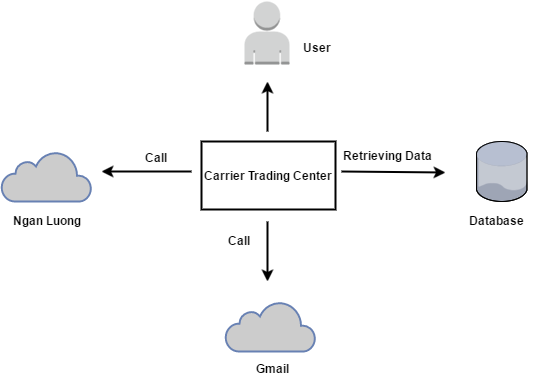 User
Call
Carrier Trading Center
Retrieving Data
Ngan Luong
Database
Call
Gmail